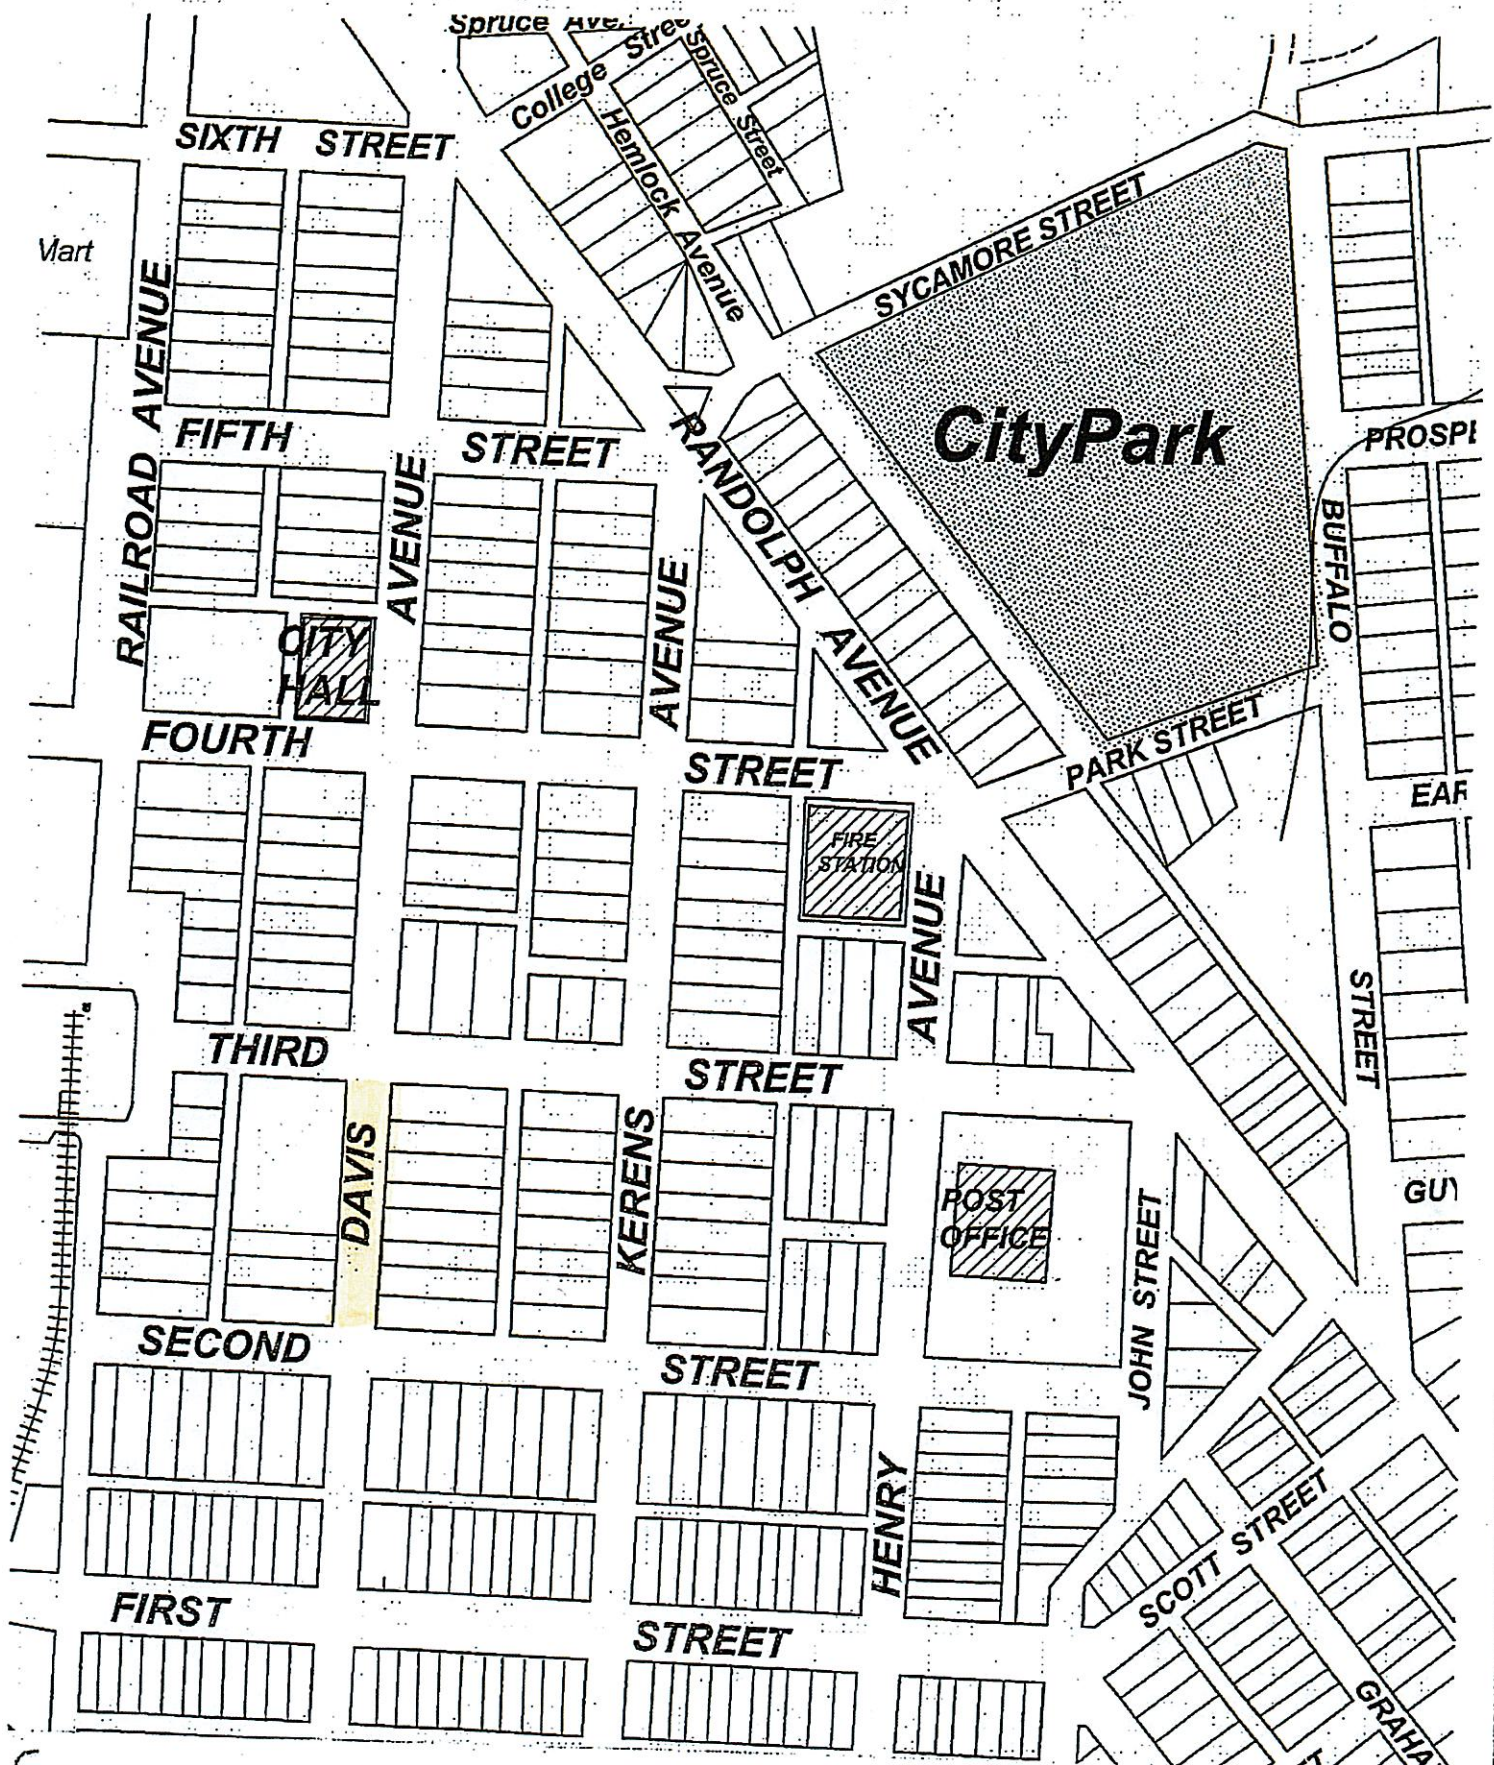 Spruce Ave.
College Stree
Spruce Street
Hemlock Avenue
SIXTH STREET
SYCAMORE STREET
Mart
RAILROAD AVENUE
CityPark
FIFTH STREET
PROSPE
RANDOLPH AVENUE
AVENUE
AVENUE
BUFFALO STREET
CITY
HALL
FOURTH STREET
PARK STREET
EAR
FIRE
STATION
AVENUE
THIRD STREET
DAVIS
KERENS
POST
OFFICE
JOHN STREET
GUY
SECOND STREET
HENRY
SCOTT STREET
FIRST STREET
GRAHA